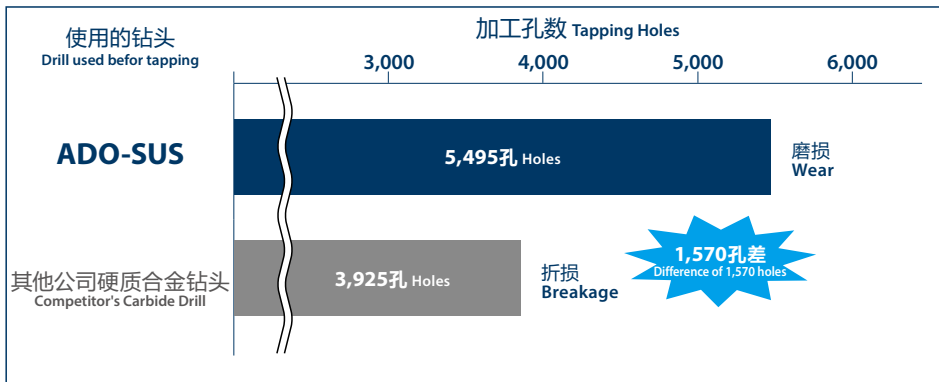 使用的钻头
Drill used befor tapping
加工孔数 Tapping Holes
3,000 4,000 5,000 6,000
ADO-SUS
5,495孔 Holes
磨损
Wear
其他公司硬质合金钻头
Competitor's Carbide Drill
3,925孔 Holes
折损
Breakage
1,570孔差
Difference of 1,570 holes